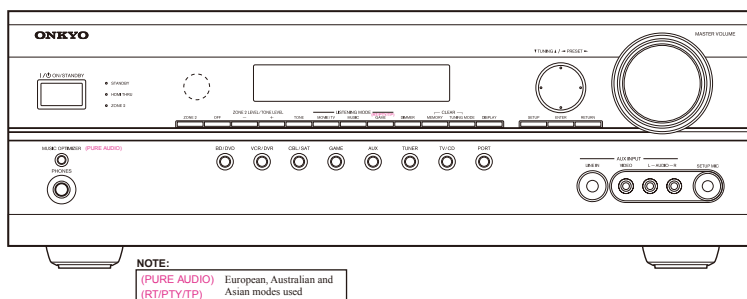 ONKYO
MASTER VOLUME
TUNING / PRESET
ON/STANDBY
STANDBY
HDMI THRU
ZONE 2
ZONE 2 LEVEL/TONE LEVEL
LISTENING MODE
CLEAR
ZONE 2 OFF − + TONE MOVIE/TV MUSIC GAME DIMMER MEMORY TUNING MODE DISPLAY SETUP ENTER RETURN
MUSIC OPTIMIZER (PURE AUDIO)
BD/DVD VCR/DVR CBL/SAT GAME AUX TUNER TV/CD PORT
PHONES
AUX INPUT
LINE IN VIDEO L–AUDIO–R SETUP MIC
NOTE:
(PURE AUDIO) European, Australian and
(RT/PTY/TP) Asian modes used